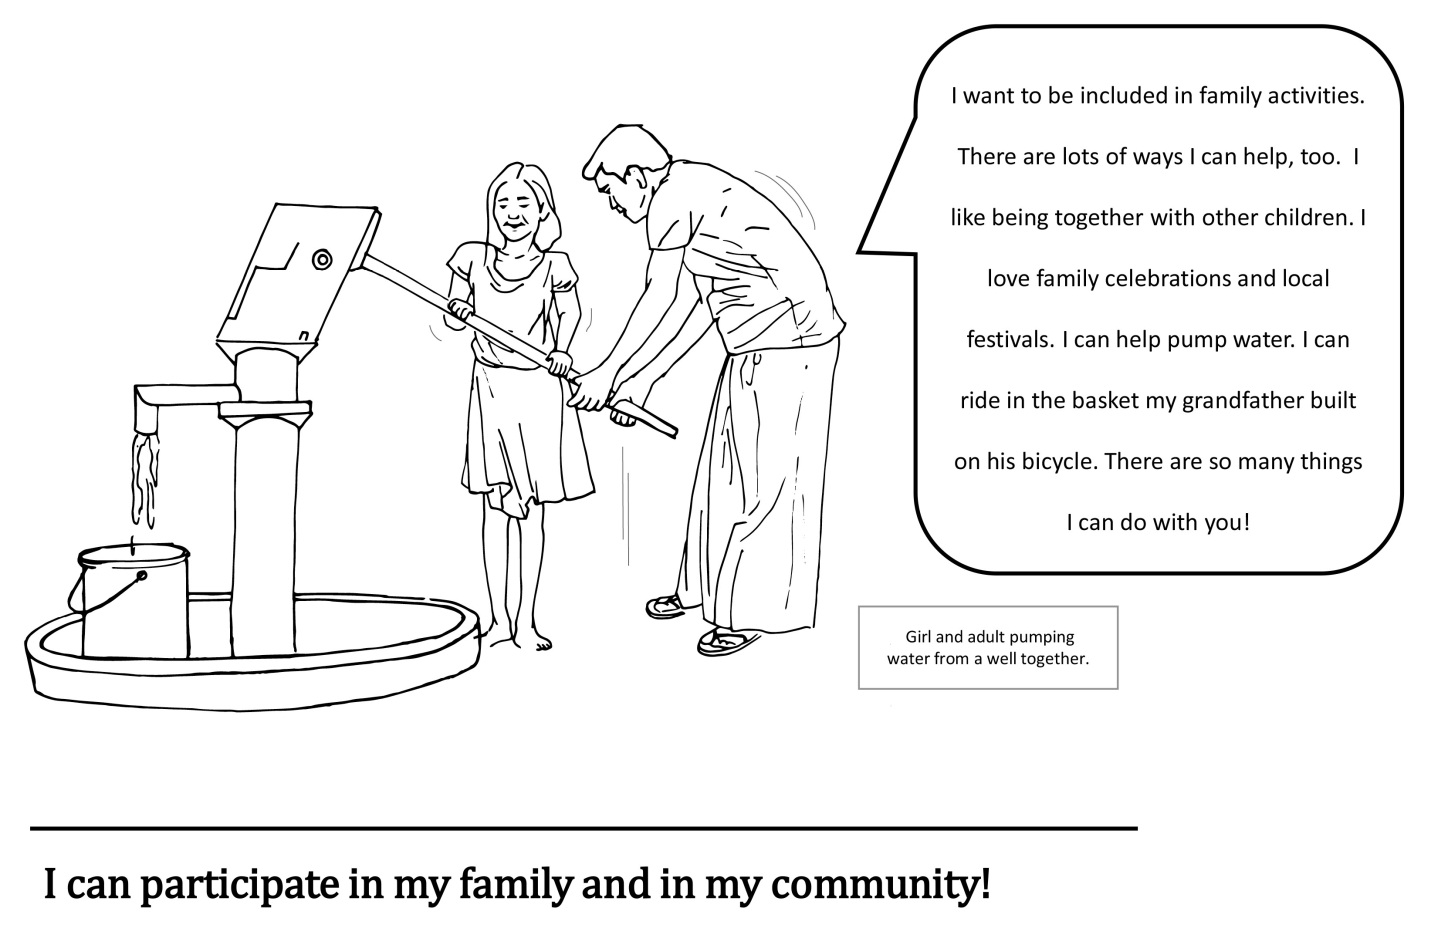 I want to be included in family activities.
There are lots of ways I can help, too.  I
like being together with other children. I
love family celebrations and local
festivals. I can help pump water. I can
ride in the basket my grandfather built
on his bicycle. There are so many things
I can do with you!
Girl and adult pumping
water from a well together.
I can participate in my family and in my community!